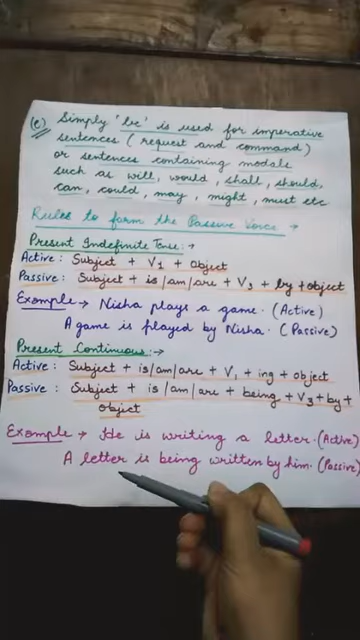 (e) Simply 'be' is used for imperative
sentences (request and command)
or sentences containing modals
such as will, would, shall, should,
can, could, may, might, must etc
Rules to form the Passive Voice →
Present Indefinite Tense :→
Active : Subject + V1 + object
Passive : Subject + is/am/are + V3 + by + object
Example → Nisha plays a game. (Active)
A game is played by Nisha. (Passive)
Present Continuous :→
Active : Subject + is/am/are + V1 + ing + object
Passive : Subject + is/am/are + being + V3 + by +
object
Example → He is writing a letter. (Active)
A letter is being written by him. (Passive)